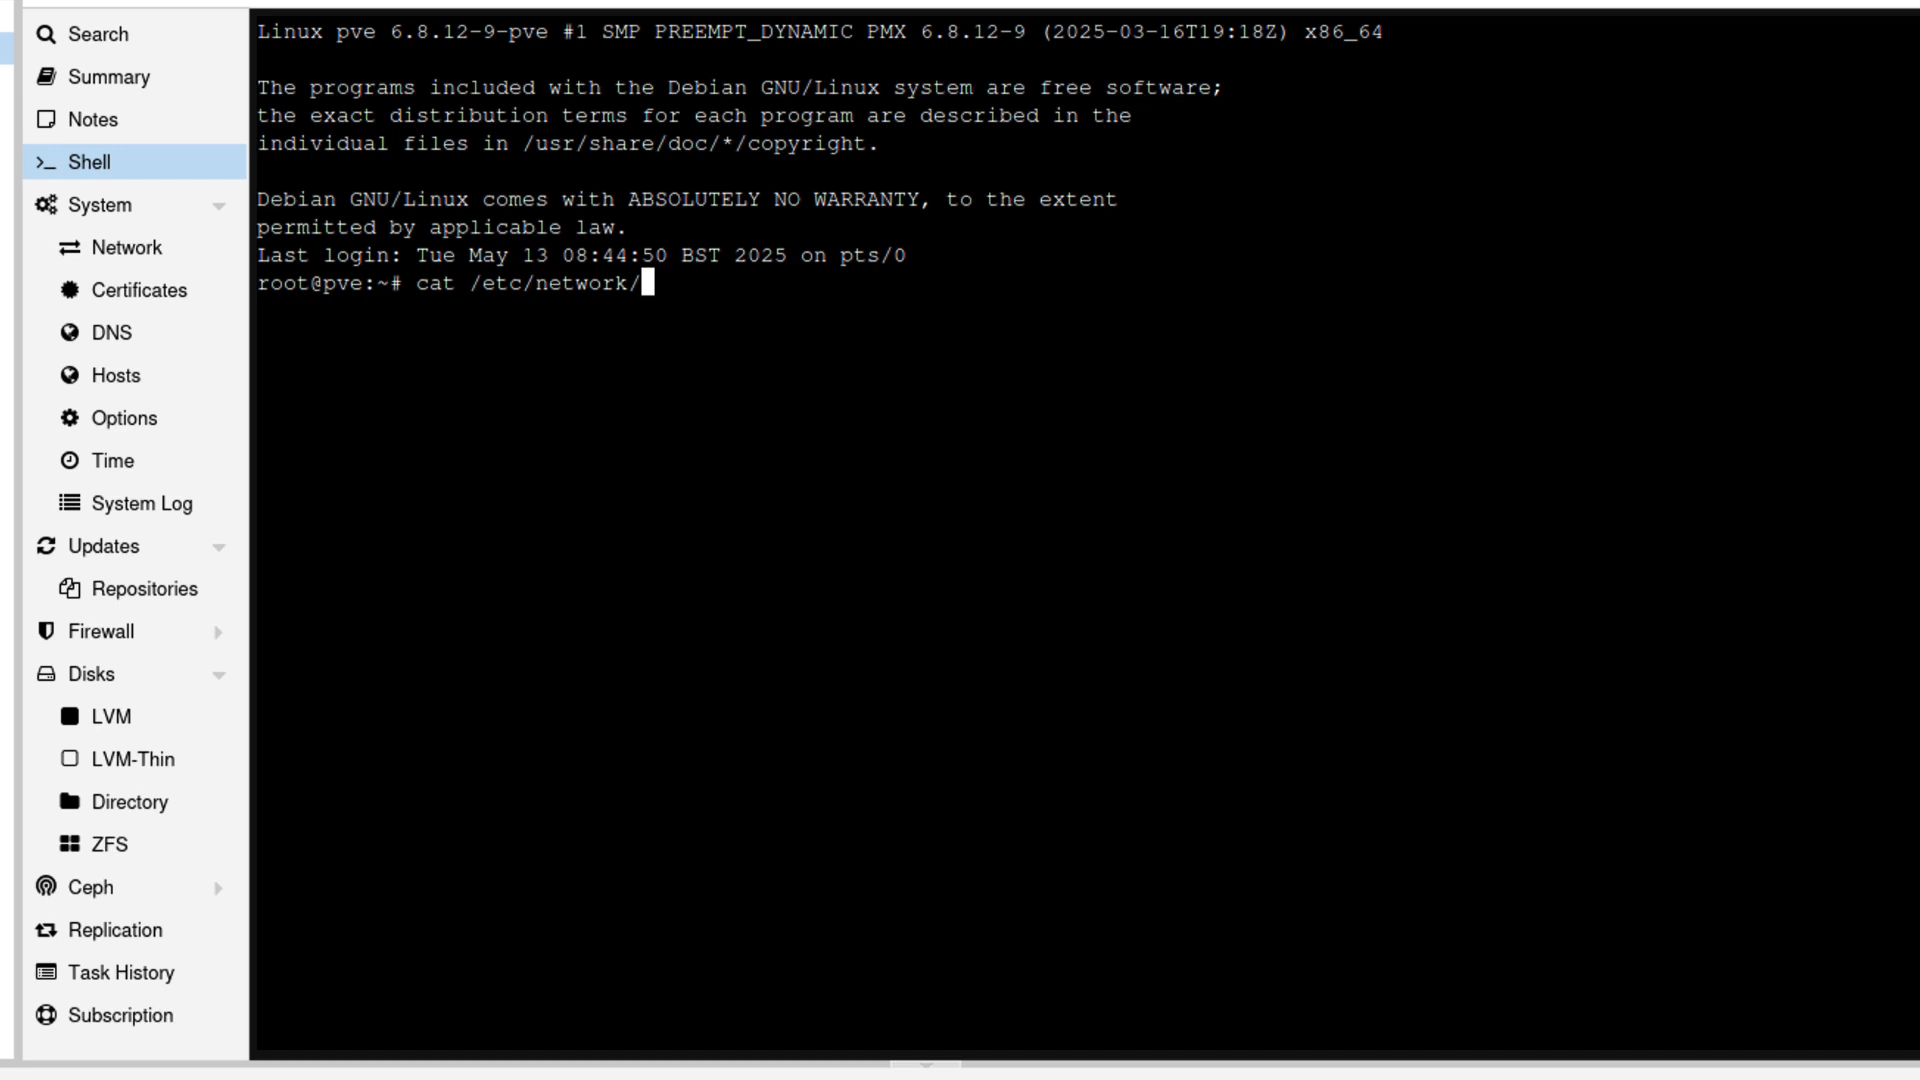 Search
Summary
Notes
Shell
System
Network
Certificates
DNS
Hosts
Options
Time
System Log
Updates
Repositories
Firewall
Disks
LVM
LVM-Thin
Directory
ZFS
Ceph
Replication
Task History
Subscription
Linux pve 6.8.12-9-pve #1 SMP PREEMPT_DYNAMIC PMX 6.8.12-9 (2025-03-16T19:18Z) x86_64
The programs included with the Debian GNU/Linux system are free software;
the exact distribution terms for each program are described in the
individual files in /usr/share/doc/*/copyright.
Debian GNU/Linux comes with ABSOLUTELY NO WARRANTY, to the extent
permitted by applicable law.
Last login: Tue May 13 08:44:50 BST 2025 on pts/0
root@pve:~# cat /etc/network/